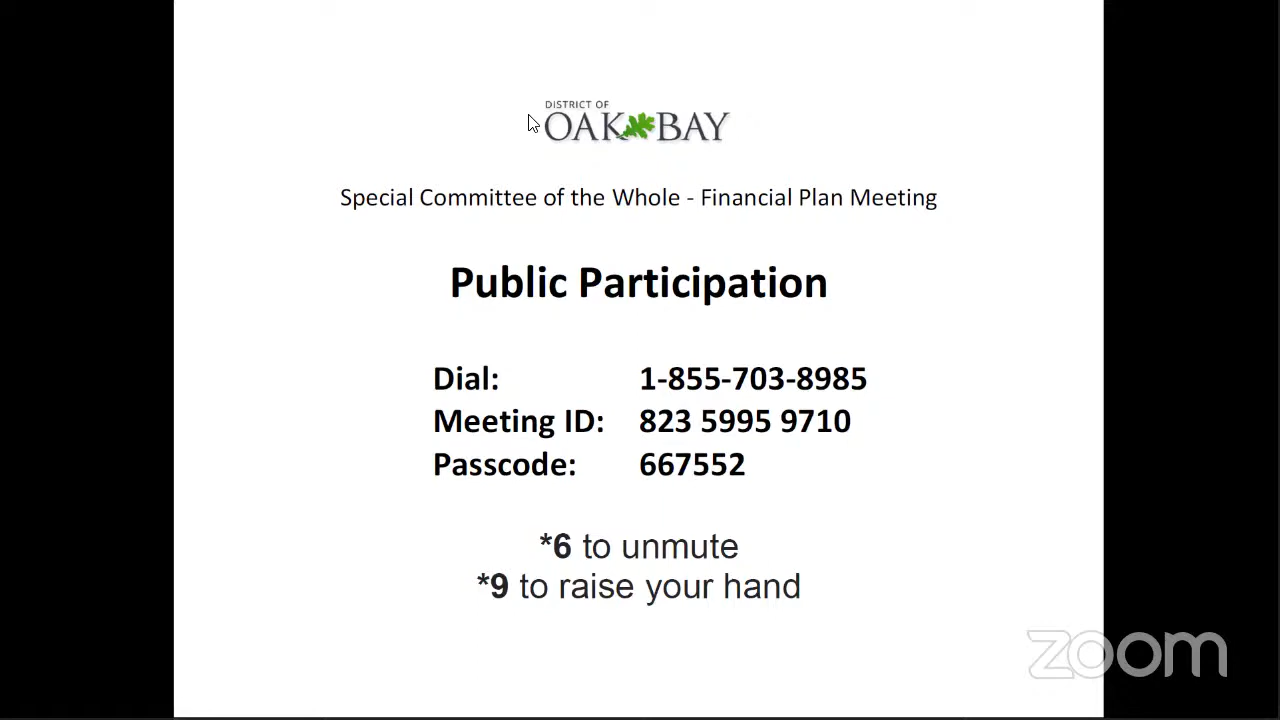 DISTRICT OF
OAK BAY
Special Committee of the Whole - Financial Plan Meeting
Public Participation
Dial: 1-855-703-8985
Meeting ID: 823 5995 9710
Passcode: 667552
*6 to unmute
*9 to raise your hand
zoom